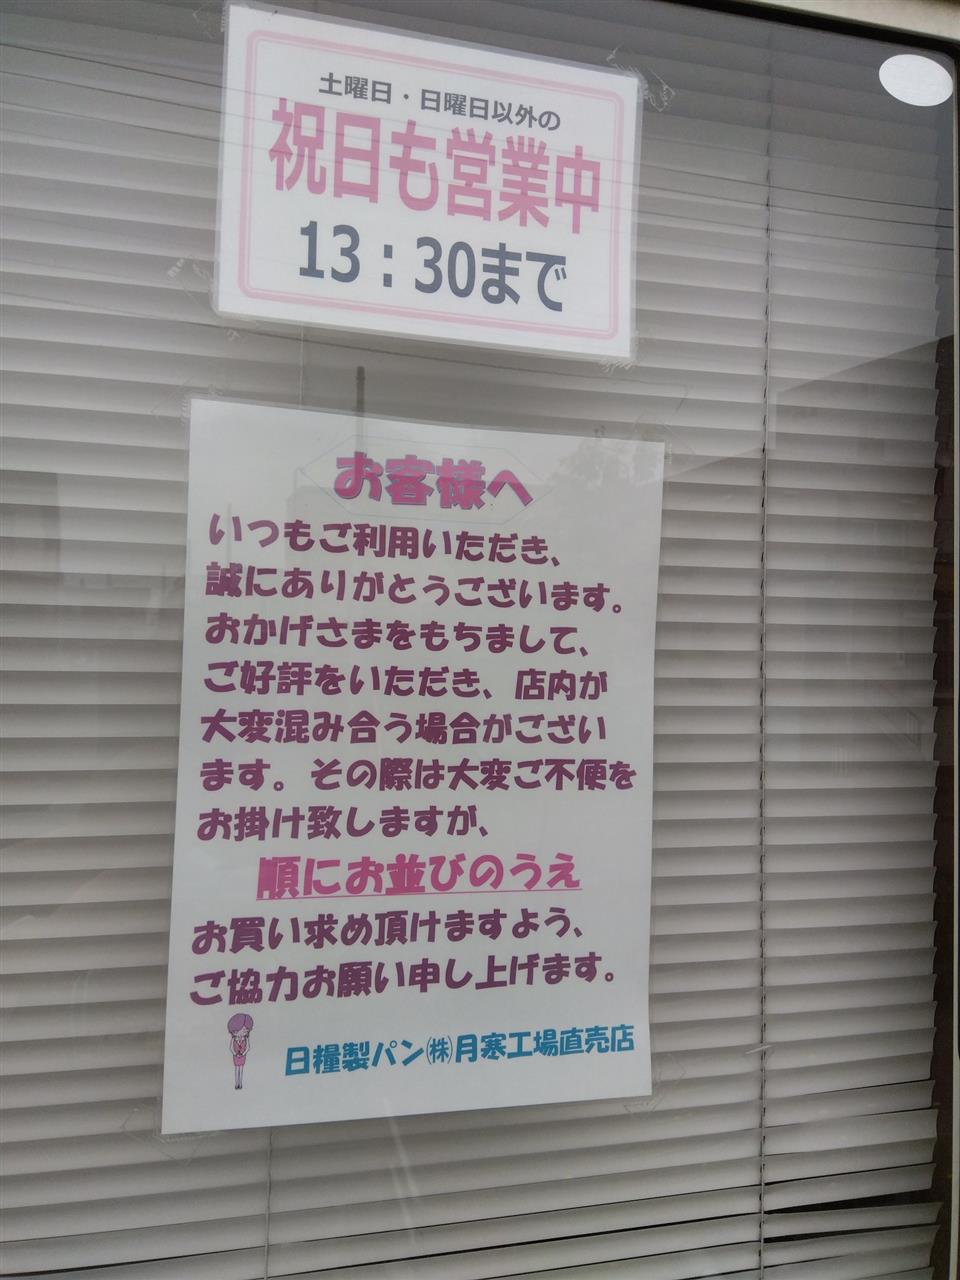 土曜日・日曜日以外の
祝日も営業中
13:30まで
お客様へ
いつもご利用いただき、
誠にありがとうございます。
おかげさまをもちまして、
ご好評をいただき、店内が
大変混み合う場合がござい
ます。その際は大変ご不便を
お掛け致しますが、
順にお並びのうえ
お買い求め頂けますよう、
ご協力お願い申し上げます。
日糧製パン㈱月寒工場直売店